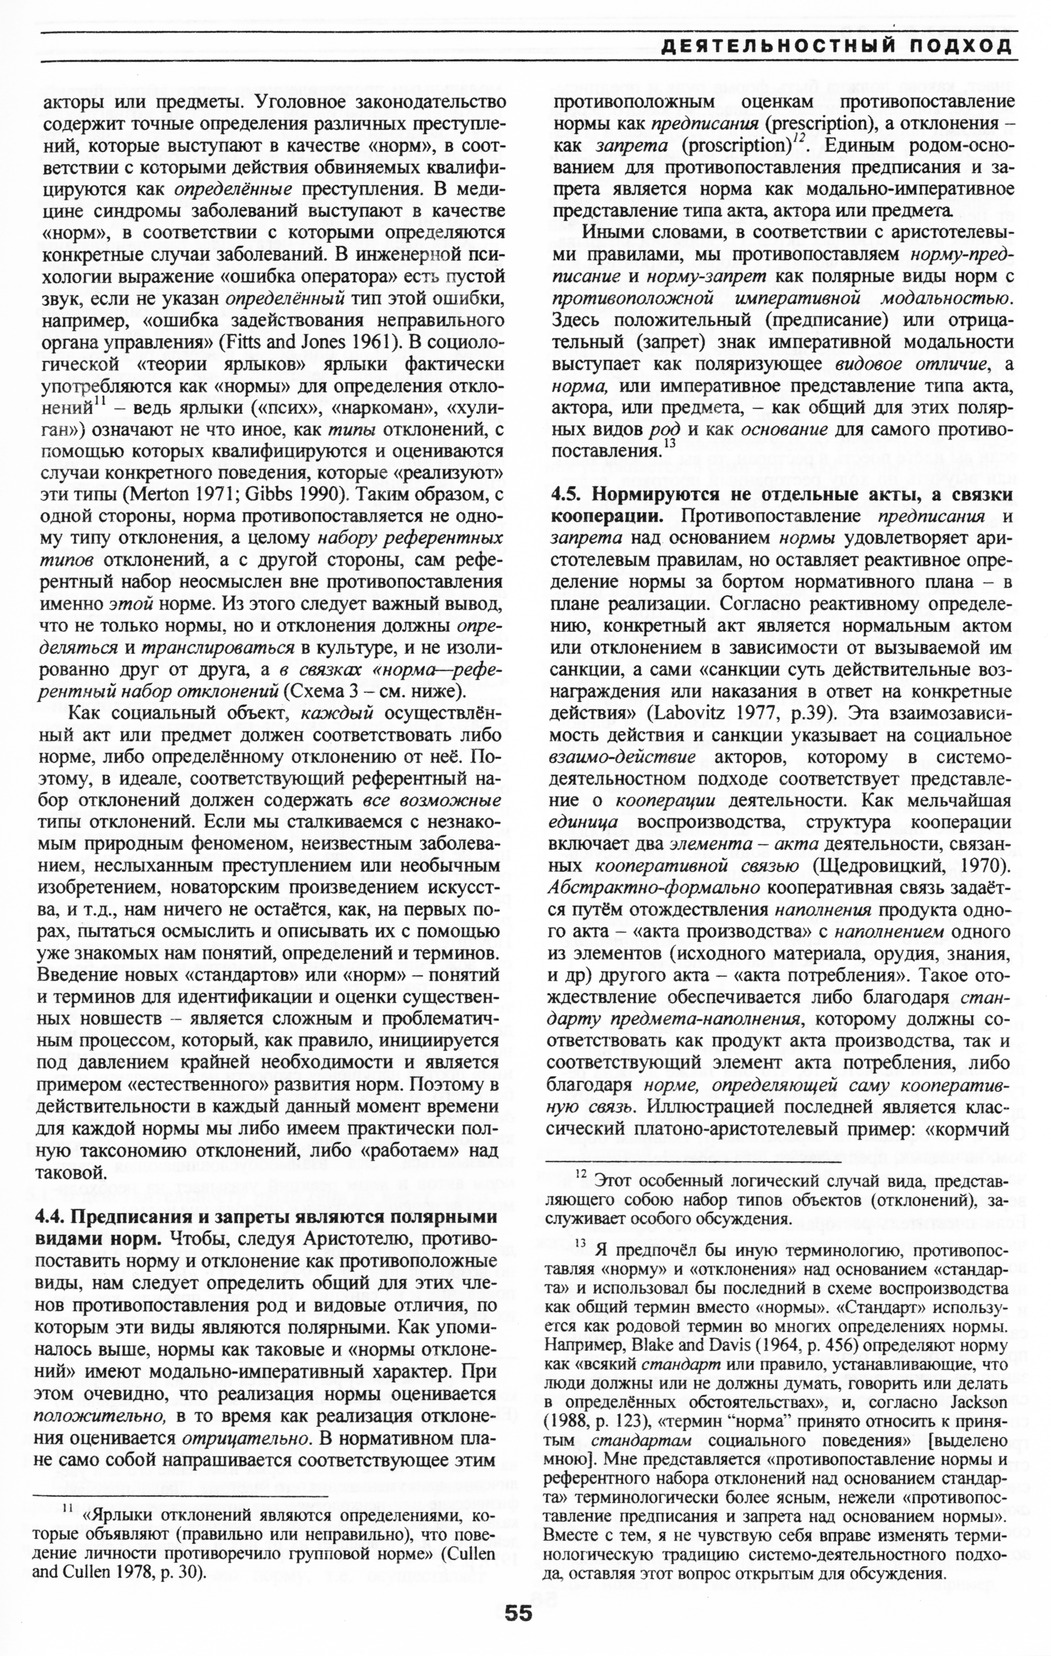 ДЕЯТЕЛЬНОСТНЫЙ ПОДХОД
акторы или предметы. Уголовное законодательство
содержит точные определения различных преступле-
ний, которые выступают в качестве «норм», в соот-
ветствии с которыми действия обвиняемых квалифи-
цируются как определённые преступления. В меди-
цине синдромы заболеваний выступают в качестве
«норм», в соответствии с которыми определяются
конкретные случаи заболеваний. В инженерной пси-
хологии выражение «ошибка оператора» есть пустой
звук, если не указан определённый тип этой ошибки,
например, «ошибка задействования неправильного
органа управления» (Fitts and Jones 1961). В социоло-
гической «теории ярлыков» ярлыки фактически
употребляются как «нормы» для определения откло-
нений11 – ведь ярлыки («псих», «наркоман», «хули-
ган») означают не что иное, как типы отклонений, с
помощью которых квалифицируются и оцениваются
случаи конкретного поведения, которые «реализуют»
эти типы (Merton 1971; Gibbs 1990). Таким образом, с
одной стороны, норма противопоставляется не одно-
му типу отклонения, а целому набору референтных
типов отклонений, а с другой стороны, сам рефе-
рентный набор неосмыслен вне противопоставления
именно этой норме. Из этого следует важный вывод,
что не только нормы, но и отклонения должны опре-
деляться и транслироваться в культуре, и не изоли-
рованно друг от друга, а в связках «норма—рефе-
рентный набор отклонений (Схема 3 – см. ниже).
Как социальный объект, каждый осуществлён-
ный акт или предмет должен соответствовать либо
норме, либо определённому отклонению от неё. По-
этому, в идеале, соответствующий референтный на-
бор отклонений должен содержать все возможные
типы отклонений. Если мы сталкиваемся с незнако-
мым природным феноменом, неизвестным заболева-
нием, неслыханным преступлением или необычным
изобретением, новаторским произведением искусст-
ва, и т.д., нам ничего не остаётся, как, на первых по-
рах, пытаться осмыслить и описывать их с помощью
уже знакомых нам понятий, определений и терминов.
Введение новых «стандартов» или «норм» – понятий
и терминов для идентификации и оценки существен-
ных новшеств – является сложным и проблематич-
ным процессом, который, как правило, инициируется
под давлением крайней необходимости и является
примером «естественного» развития норм. Поэтому в
действительности в каждый данный момент времени
для каждой нормы мы либо имеем практически пол-
ную таксономию отклонений, либо «работаем» над
таковой.
4.4. Предписания и запреты являются полярными
видами норм. Чтобы, следуя Аристотелю, противо-
поставить норму и отклонение как противоположные
виды, нам следует определить общий для этих чле-
нов противопоставления род и видовые отличия, по
которым эти виды являются полярными. Как упоми-
налось выше, нормы как таковые и «нормы отклоне-
ний» имеют модально-императивный характер. При
этом очевидно, что реализация нормы оценивается
положительно, в то время как реализация отклоне-
ния оценивается отрицательно. В нормативном пла-
не само собой напрашивается соответствующее этим
11 «Ярлыки отклонений являются определениями, ко-
торые объявляют (правильно или неправильно), что пове-
дение личности противоречило групповой норме» (Cullen
and Cullen 1978, p. 30).
противоположным оценкам противопоставление
нормы как предписания (prescription), а отклонения –
как запрета (proscription)12. Единым родом-осно-
ванием для противопоставления предписания и за-
прета является норма как модально-императивное
представление типа акта, актора или предмета.
Иными словами, в соответствии с аристотелевы-
ми правилами, мы противопоставляем норму-пред-
писание и норму-запрет как полярные виды норм с
противоположной императивной модальностью.
Здесь положительный (предписание) или отрица-
тельный (запрет) знак императивной модальности
выступает как поляризующее видовое отличие, а
норма, или императивное представление типа акта,
актора, или предмета, – как общий для этих поляр-
ных видов род и как основание для самого противо-
поставления.13
4.5. Нормируются не отдельные акты, а связки
кооперации. Противопоставление предписания и
запрета над основанием нормы удовлетворяет ари-
стотелевым правилам, но оставляет реактивное опре-
деление нормы за бортом нормативного плана – в
плане реализации. Согласно реактивному определе-
нию, конкретный акт является нормальным актом
или отклонением в зависимости от вызываемой им
санкции, а сами «санкции суть действительные воз-
награждения или наказания в ответ на конкретные
действия» (Labovitz 1977, p.39). Эта взаимозависи-
мость действия и санкции указывает на социальное
взаимо-действие акторов, которому в системо-
деятельностном подходе соответствует представле-
ние о кооперации деятельности. Как мельчайшая
единица воспроизводства, структура кооперации
включает два элемента – акта деятельности, связан-
ных кооперативной связью (Щедровицкий, 1970).
Абстрактно-формально кооперативная связь задаёт-
ся путём отождествления наполнения продукта одно-
го акта – «акта производства» с наполнением одного
из элементов (исходного материала, орудия, знания,
и др) другого акта – «акта потребления». Такое ото-
ждествление обеспечивается либо благодаря стан-
дарту предмета-наполнения, которому должны со-
ответствовать как продукт акта производства, так и
соответствующий элемент акта потребления, либо
благодаря норме, определяющей саму кооператив-
ную связь. Иллюстрацией последней является клас-
сический платоно-аристотелевый пример: «кормчий
12 Этот особенный логический случай вида, представ-
ляющего собою набор типов объектов (отклонений), за-
служивает особого обсуждения.
13 Я предпочёл бы иную терминологию, противопос-
тавляя «норму» и «отклонения» над основанием «стандар-
та» и использовал бы последний в схеме воспроизводства
как общий термин вместо «нормы». «Стандарт» использу-
ется как родовой термин во многих определениях нормы.
Например, Blake and Davis (1964, p. 456) определяют норму
как «всякий стандарт или правило, устанавливающие, что
люди должны или не должны думать, говорить или делать
в определённых обстоятельствах», и, согласно Jackson
(1988, p. 123), «термин “норма” принято относить к приня-
тым стандартам социального поведения» [выделено
мною]. Мне представляется «противопоставление нормы и
референтного набора отклонений над основанием стандар-
та» терминологически более ясным, нежели «противопос-
тавление предписания и запрета над основанием нормы».
Вместе с тем, я не чувствую себя вправе изменять терми-
нологическую традицию системо-деятельностного подхо-
да, оставляя этот вопрос открытым для обсуждения.
55